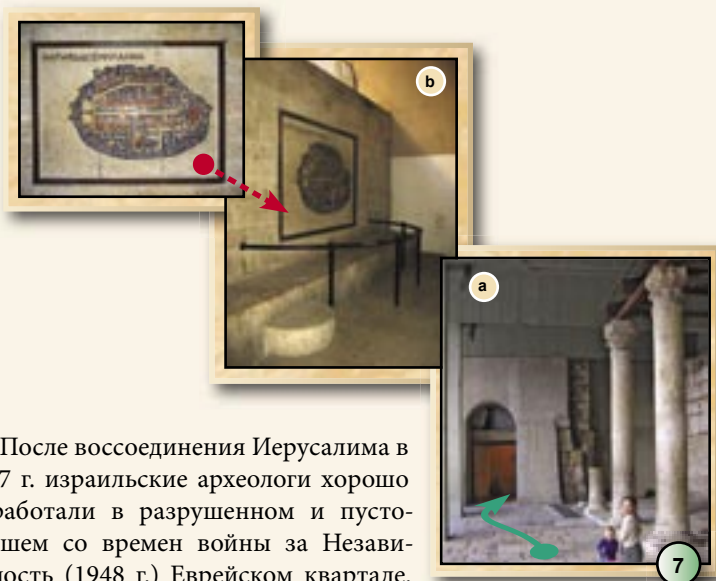 b
a
После воссоединения Иерусалима в
7 г. израильские археологи хорошо
работали в разрушенном и пусто-
шем со времен войны за Незави-
ность (1948 г.) Еврейском квартале.
7